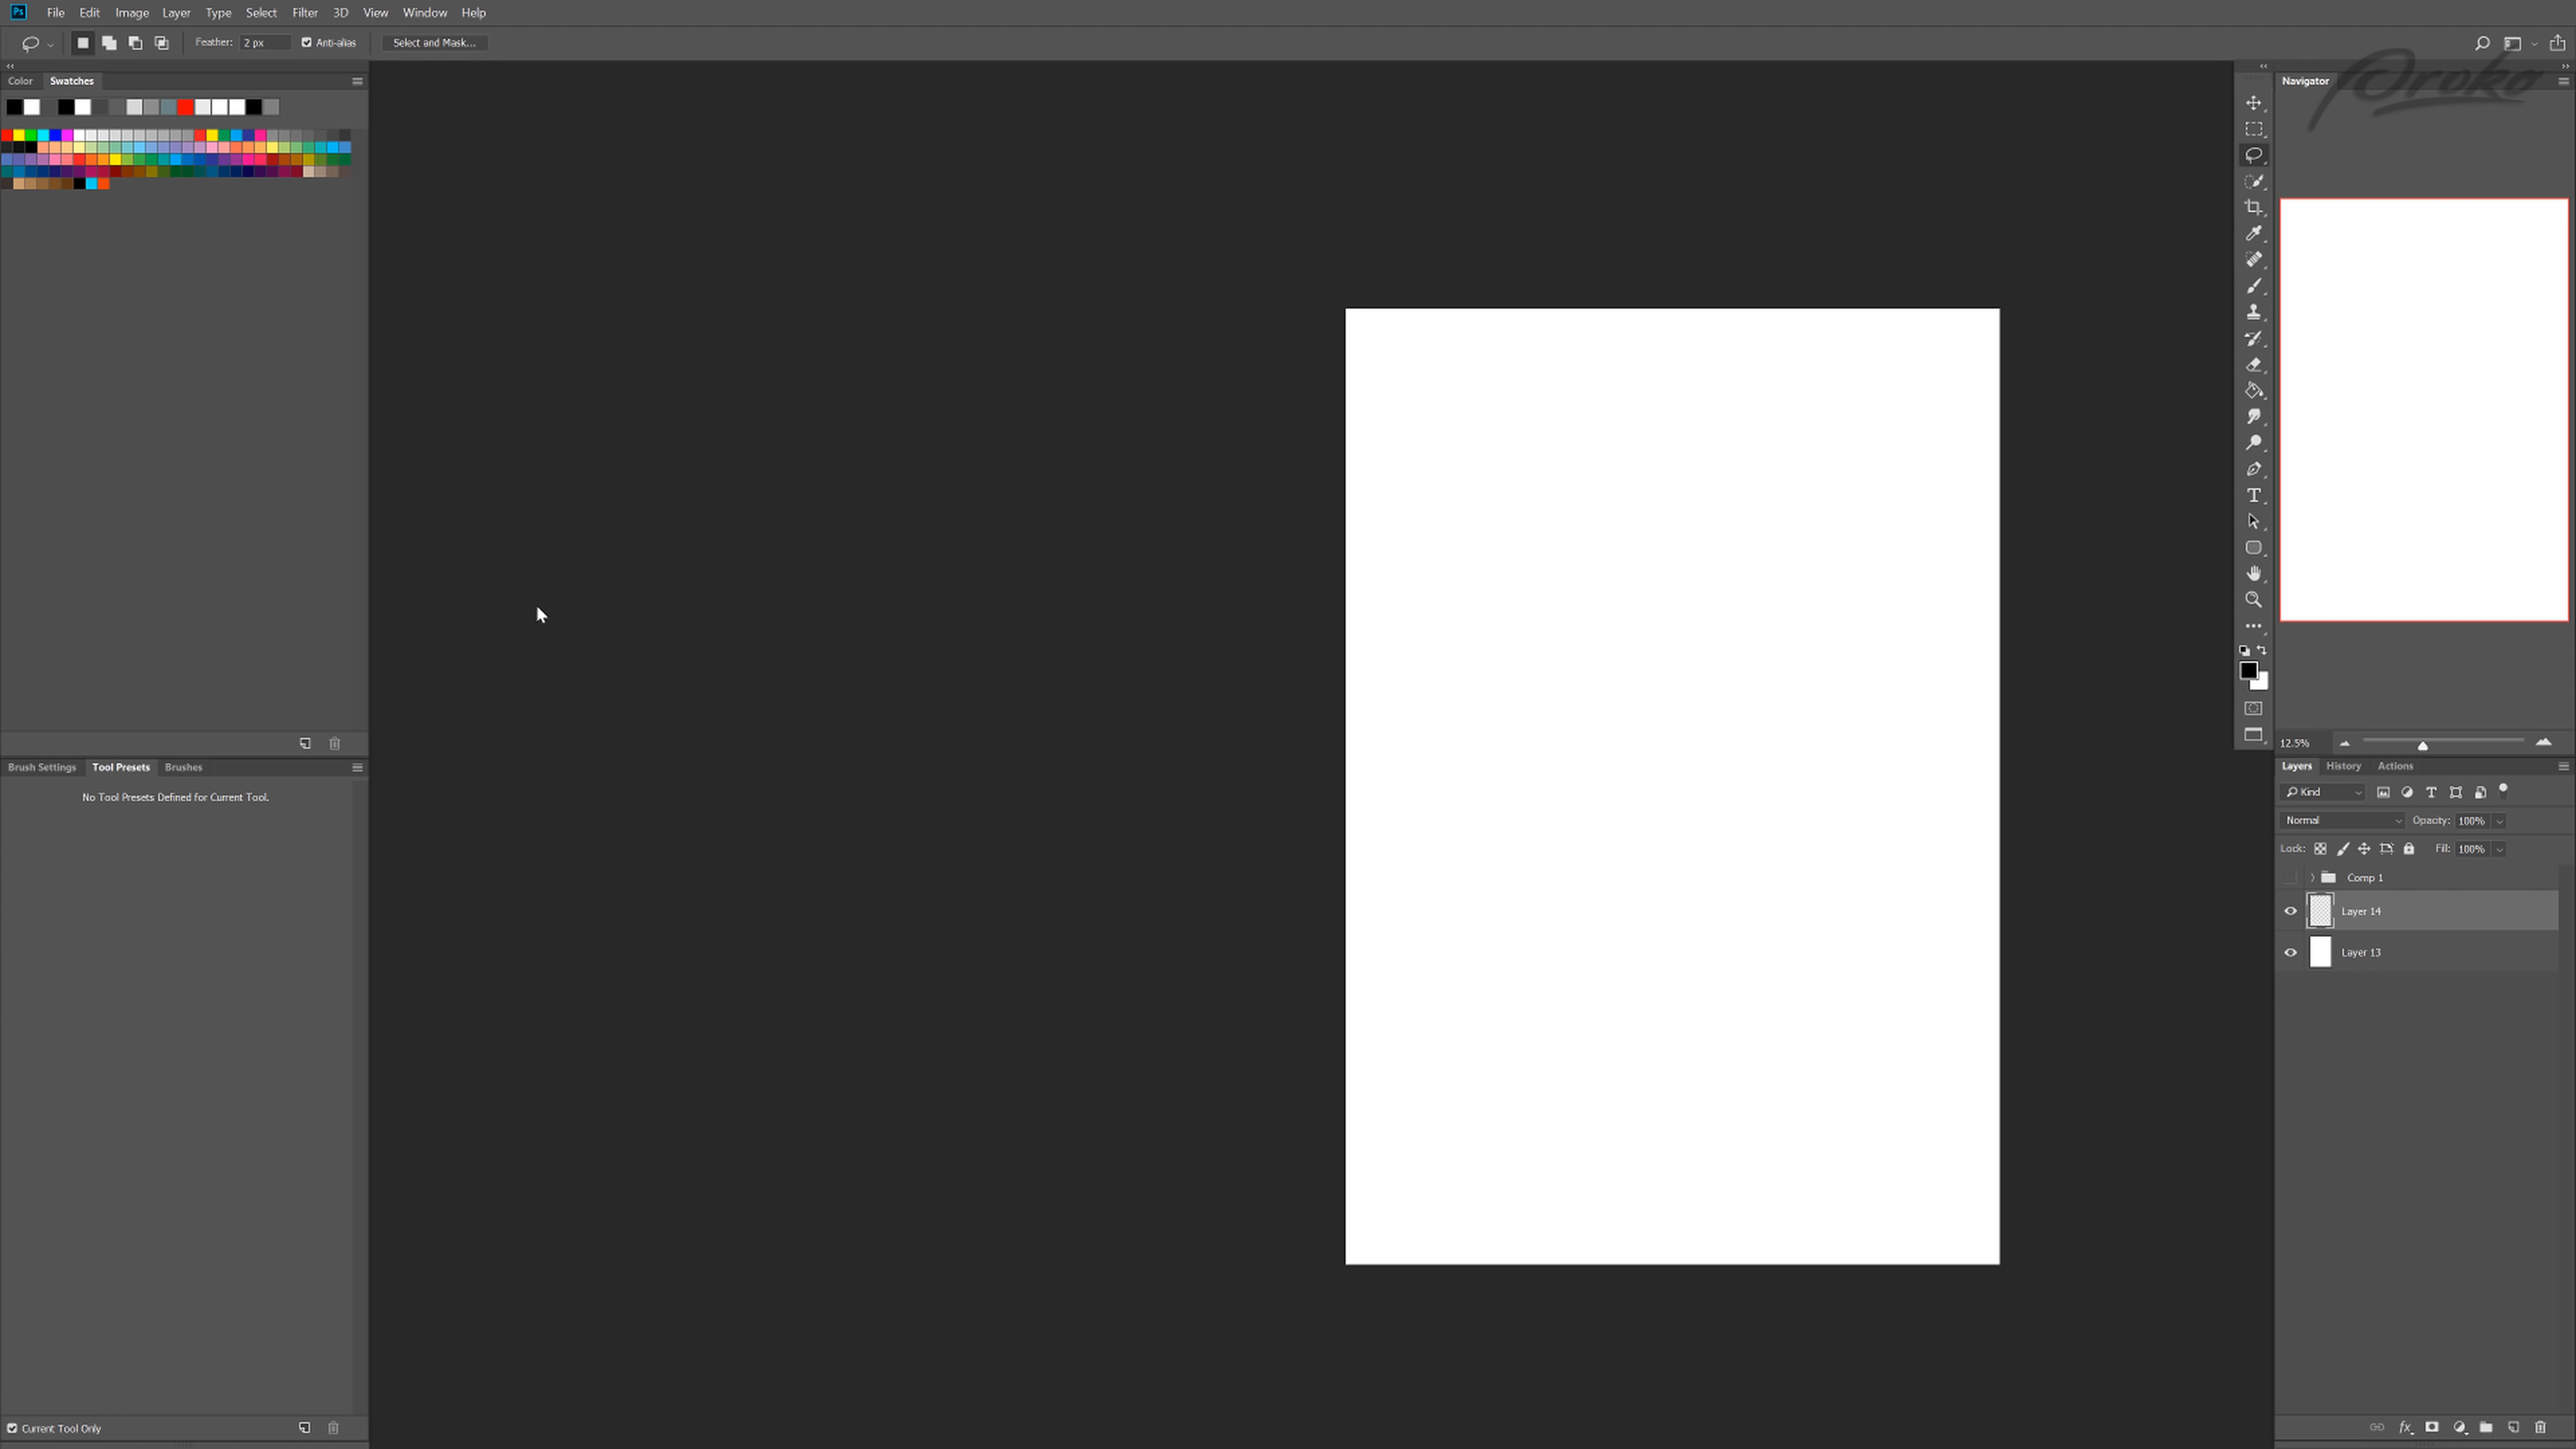 Ps File Edit Image Layer Type Select Filter 3D View Window Help
Feather: 2 px Anti-alias Select and Mask...
Color Swatches
Proko
Navigator
12.5%
Brush Settings Tool Presets Brushes
No Tool Presets Defined for Current Tool.
Current Tool Only
Layers History Actions
Kind
Normal Opacity: 100%
Lock: Fill: 100%
Comp 1
Layer 14
Layer 13
fx